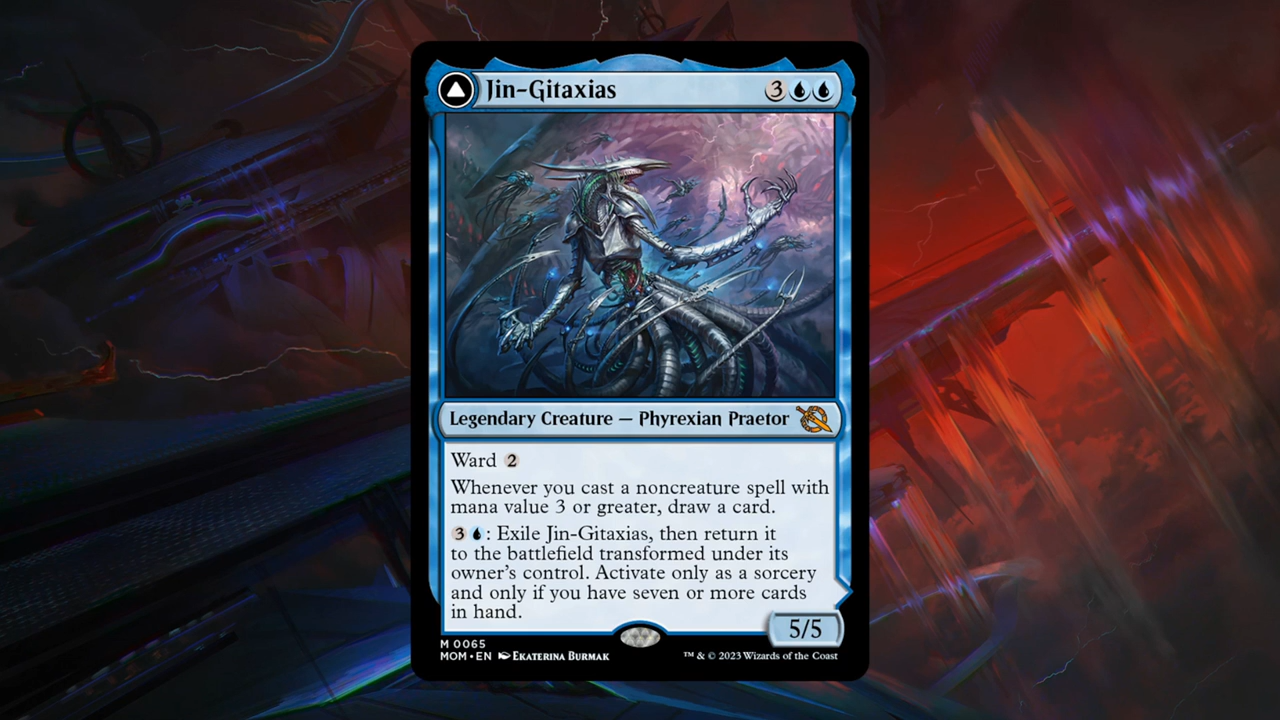 Jin-Gitaxias 3
Legendary Creature — Phyrexian Praetor
Ward 2
Whenever you cast a noncreature spell with
mana value 3 or greater, draw a card.
3 : Exile Jin-Gitaxias, then return it
to the battlefield transformed under its
owner's control. Activate only as a sorcery
and only if you have seven or more cards
in hand.
5/5
M 0065
MOM • EN Ekaterina Burmak ™ & © 2023 Wizards of the Coast